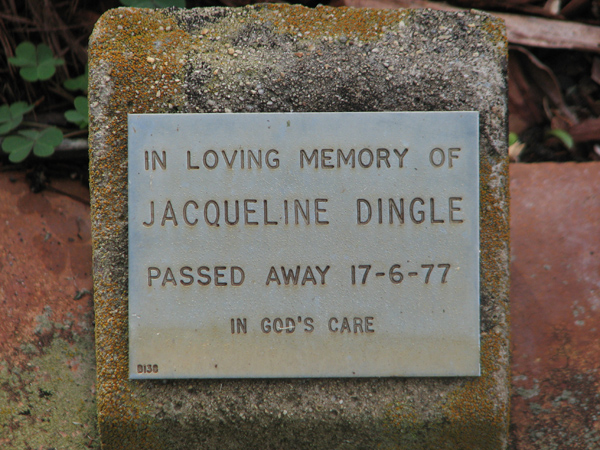 IN LOVING MEMORY OF
JACQUELINE DINGLE
PASSED AWAY 17-6-77
IN GOD'S CARE
B138